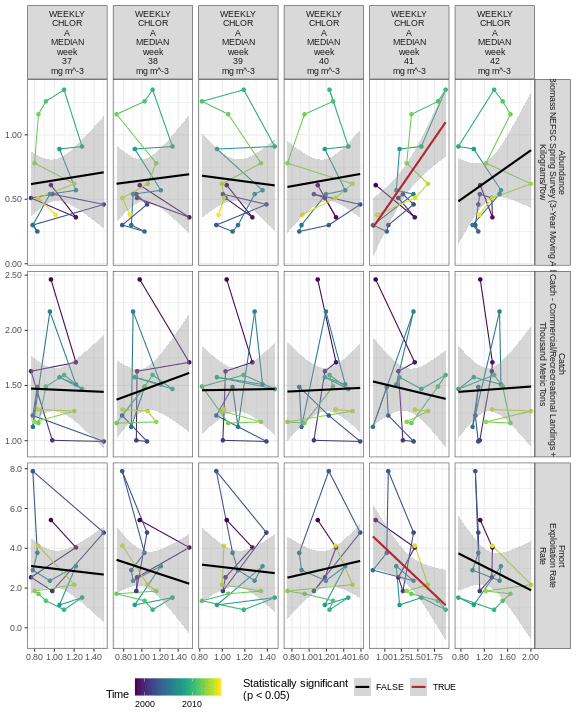 WEEKLY CHLOR A MEDIAN week 37 mg m^-3
WEEKLY CHLOR A MEDIAN week 38 mg m^-3
WEEKLY CHLOR A MEDIAN week 39 mg m^-3
WEEKLY CHLOR A MEDIAN week 40 mg m^-3
WEEKLY CHLOR A MEDIAN week 41 mg m^-3
WEEKLY CHLOR A MEDIAN week 42 mg m^-3
1.00
0.50
0.00
Abundance
Biomass NEFSC Spring Survey (3-Year Moving
Kilograms/Tow
2.50
2.00
1.50
1.00
Catch
Catch - Commercial/Recreational Landings +
Thousand Metric Tons
8.0
6.0
4.0
2.0
0.0
Fmort
Exploitation Rate
Rate
0.80 1.00 1.20 1.40
0.80 1.00 1.20 1.40
0.80 1.00 1.20 1.40
0.80 1.00 1.20 1.40 1.60
1.00 1.25 1.50 1.75
0.80 1.20 1.60 2.00
Time
2000 2010
Statistically significant
(p < 0.05)
FALSE TRUE